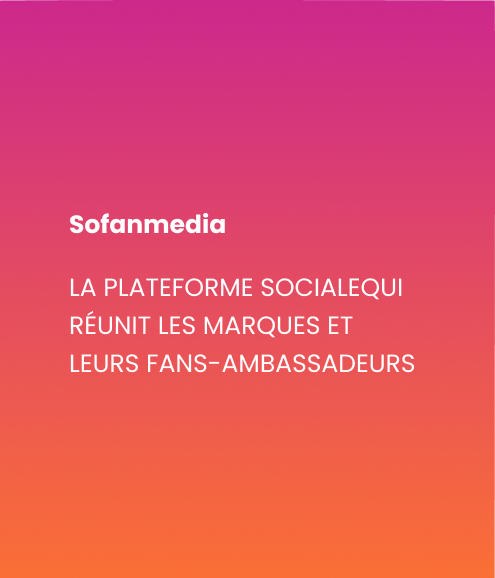 Sofanmedia
LA PLATEFORME SOCIALEQUI
RÉUNIT LES MARQUES ET
LEURS FANS-AMBASSADEURS